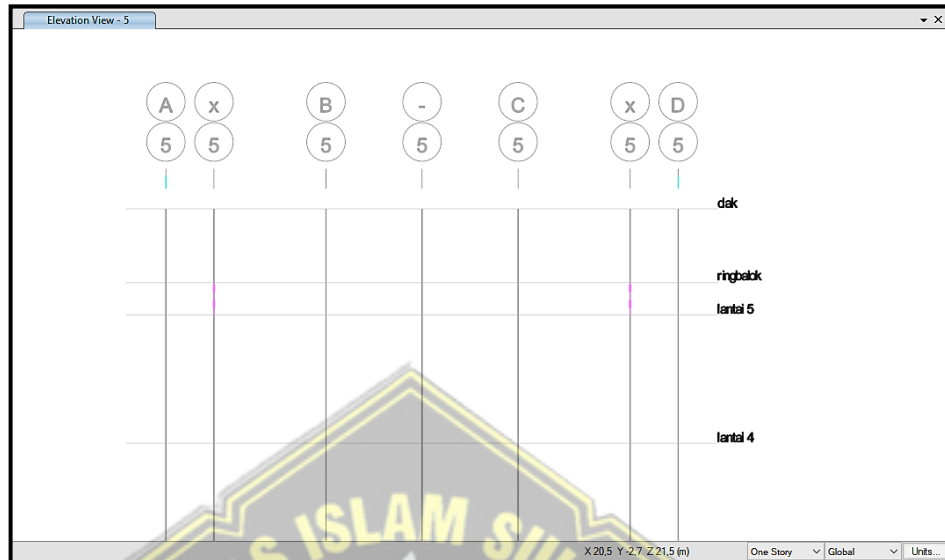 Elevation View - 5
A x B - C x D
5 5 5 5 5 5 5
dak
ringbalok
lantai 5
lantai 4
S ISLAM SU
X 20,5 Y -2,7 Z 21,5 (m)
One Story Global Units...